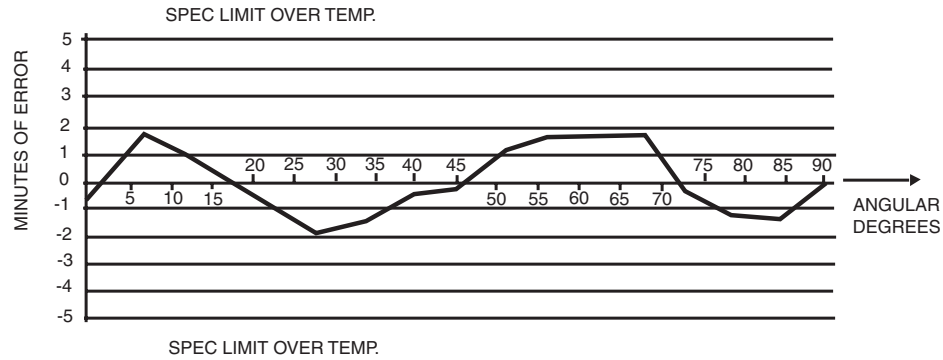 SPEC LIMIT OVER TEMP.
MINUTES OF ERROR
5
4
3
2
1
0
-1
-2
-3
-4
-5
20 25 30 35 40 45 75 80 85 90
5 10 15 50 55 60 65 70
ANGULAR
DEGREES
SPEC LIMIT OVER TEMP.